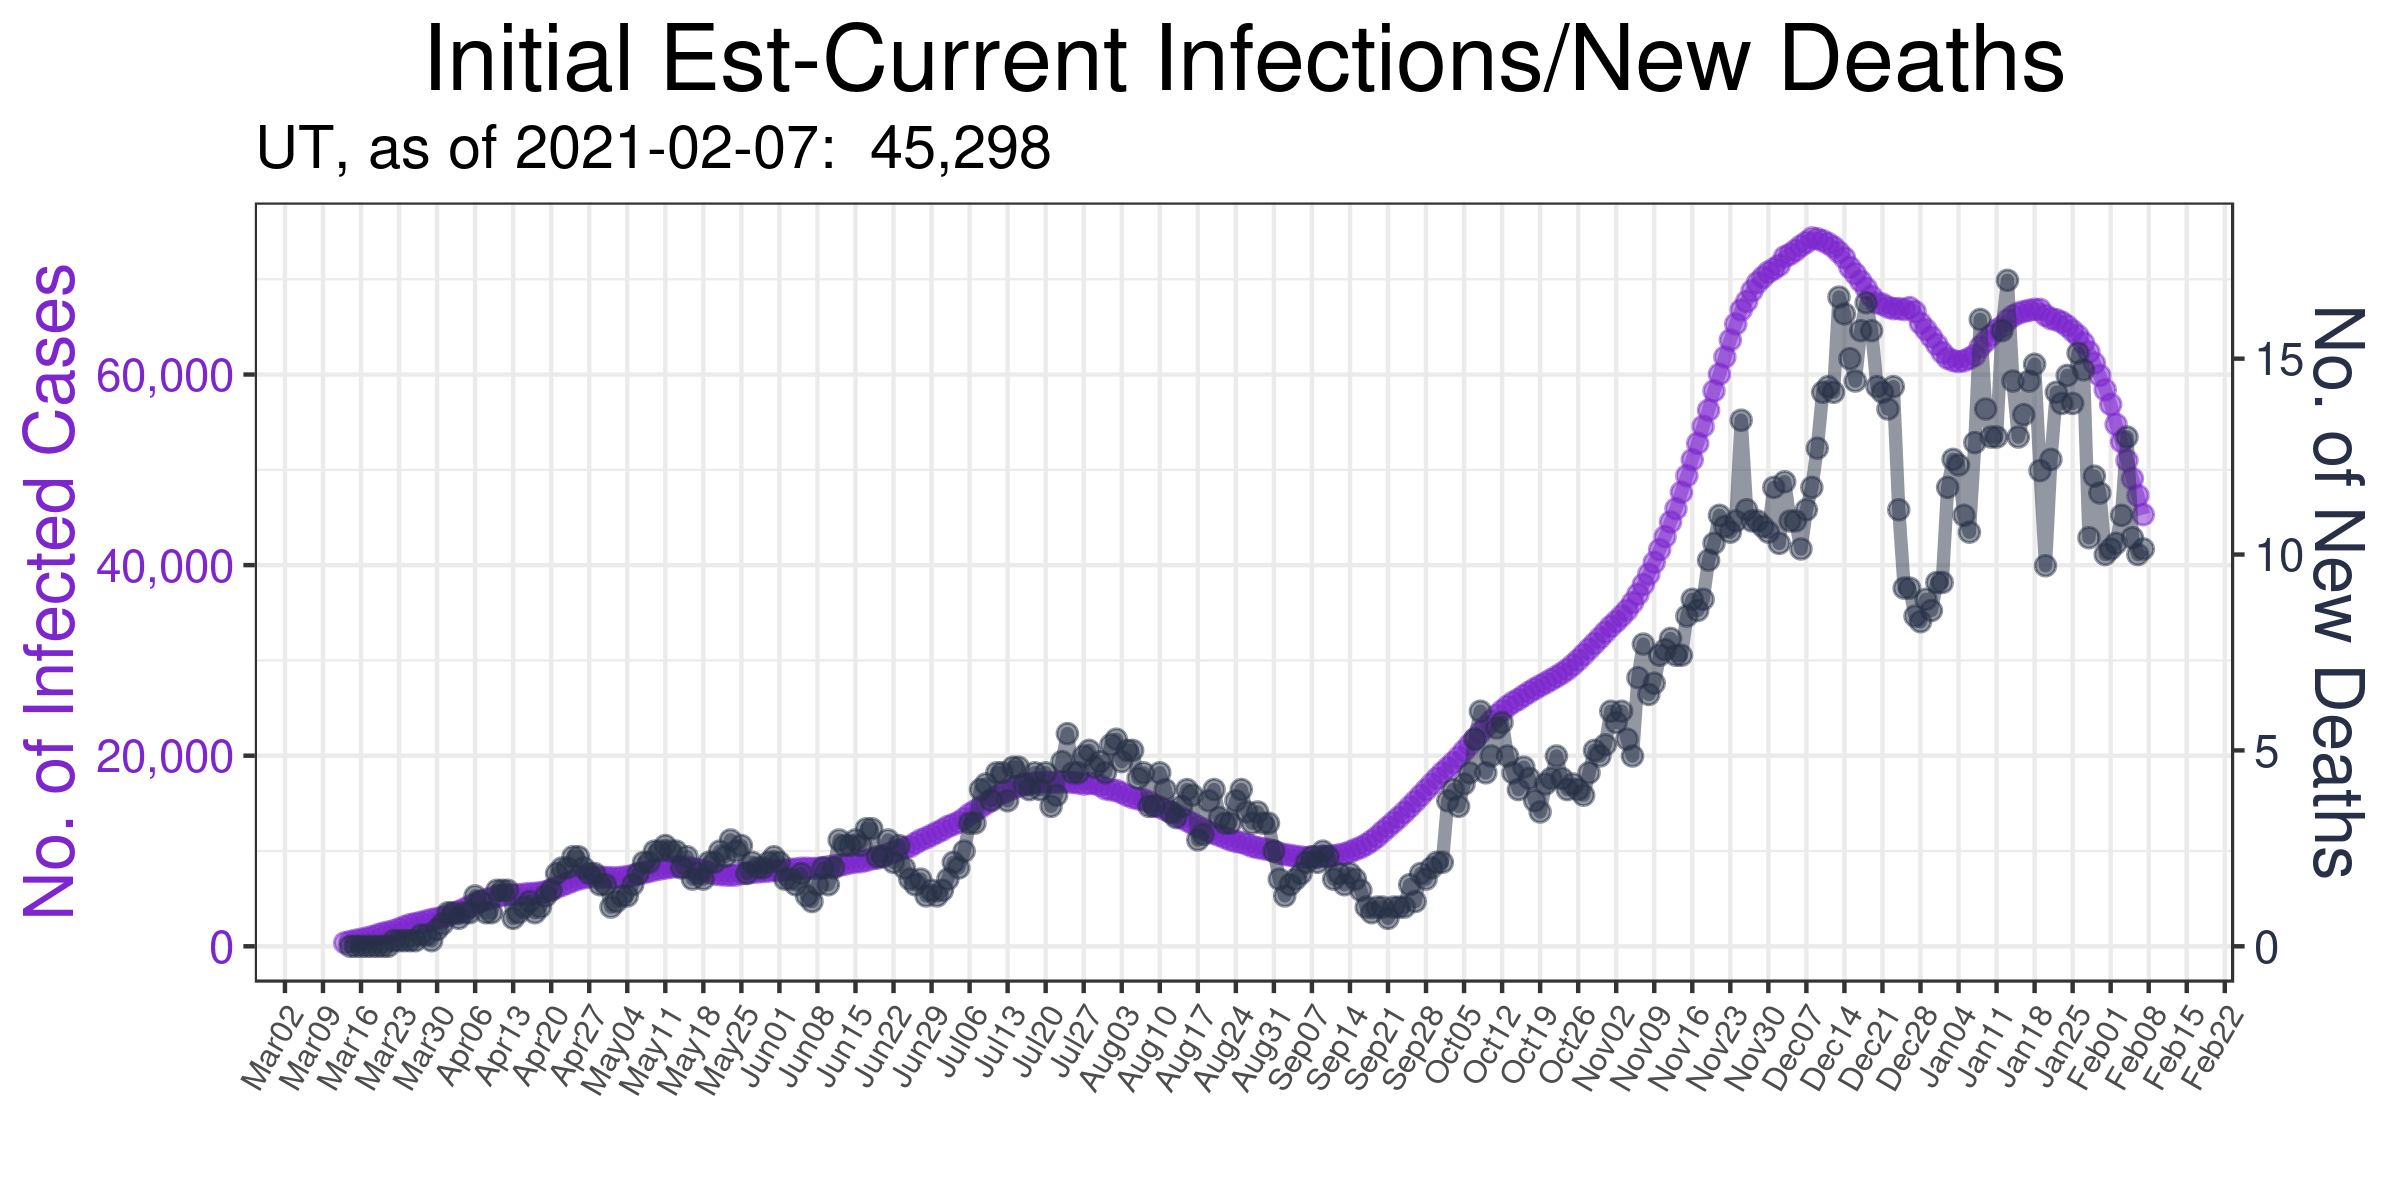 Initial Est-Current Infections/New Deaths
UT, as of 2021-02-07: 45,298
No. of Infected Cases
60,000
40,000
20,000
0
No. of New Deaths
15
10
5
0
Mar02
Mar09
Mar16
Mar23
Mar30
Apr06
Apr13
Apr20
Apr27
May04
May11
May18
May25
Jun01
Jun08
Jun15
Jun22
Jun29
Jul06
Jul13
Jul20
Jul27
Aug03
Aug10
Aug17
Aug24
Aug31
Sep07
Sep14
Sep21
Sep28
Oct05
Oct12
Oct19
Oct26
Nov02
Nov09
Nov16
Nov23
Nov30
Dec07
Dec14
Dec21
Dec28
Jan04
Jan11
Jan18
Jan25
Feb01
Feb08
Feb15
Feb22